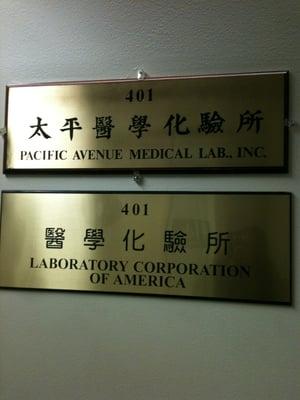 401
太平醫學化驗所
PACIFIC AVENUE MEDICAL LAB., INC.
401
醫學化驗所
LABORATORY CORPORATION
OF AMERICA